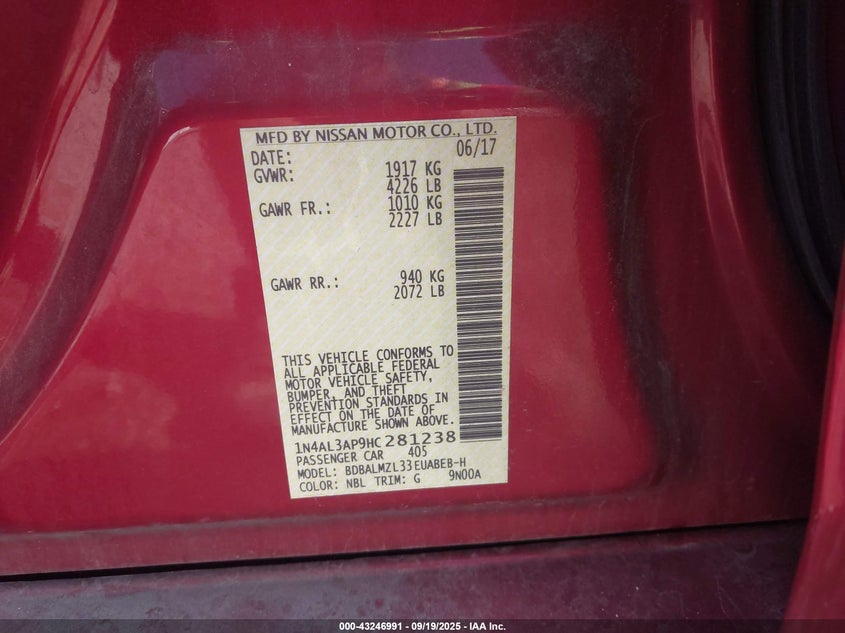 MFD BY NISSAN MOTOR CO., LTD.
DATE: 06/17
GVWR: 1917 KG
4226 LB
GAWR FR.: 1010 KG
2227 LB
GAWR RR.: 940 KG
2072 LB
THIS VEHICLE CONFORMS TO
ALL APPLICABLE FEDERAL
MOTOR VEHICLE SAFETY,
BUMPER, AND THEFT
PREVENTION STANDARDS IN
EFFECT ON THE DATE OF
MANUFACTURE SHOWN ABOVE.
1N4AL3AP9HC281238
PASSENGER CAR 405
MODEL: BDBALMZL33EUABEB-H
COLOR: NBL TRIM: G 9N00A
000-43246991 - 09/19/2025 - IAA Inc.